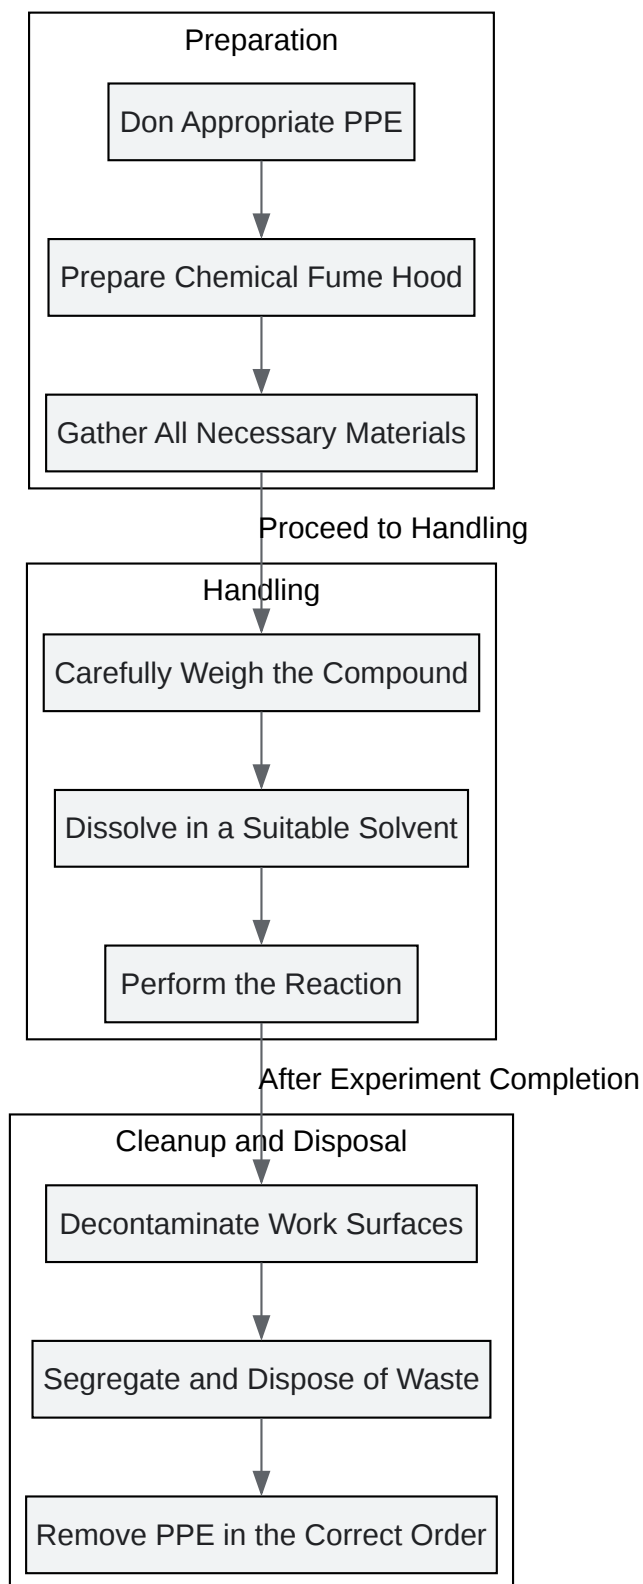 Preparation
Don Appropriate PPE
Prepare Chemical Fume Hood
Gather All Necessary Materials
Proceed to Handling
Handling
Carefully Weigh the Compound
Dissolve in a Suitable Solvent
Perform the Reaction
After Experiment Completion
Cleanup and Disposal
Decontaminate Work Surfaces
Segregate and Dispose of Waste
Remove PPE in the Correct Order